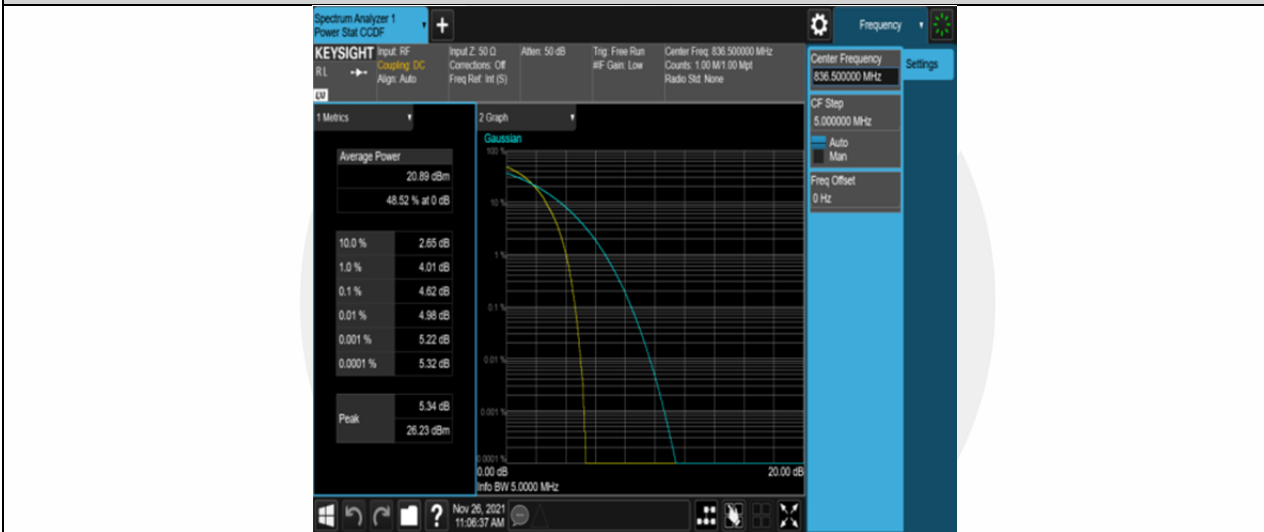 Spectrum Analyzer 1
Power Stat CCDF
Frequency
KEYSIGHT
Input: RF
Coupling: DC
Align: Auto
Input Z: 50 Ω
Corrections: Off
Freq Ref: Int (S)
Atten: 50 dB
Trig: Free Run
#IF Gain: Low
Center Freq: 836.500000 MHz
Counts: 1.00 M/1.00 Mpt
Radio Std: None
R L
Center Frequency
836.500000 MHz
Settings
CF Step
5.000000 MHz
Auto
Man
Freq Offset
0 Hz
1 Metrics
Average Power
20.89 dBm
48.52 % at 0 dB
10.0 % 2.65 dB
1.0 % 4.01 dB
0.1 % 4.62 dB
0.01 % 4.98 dB
0.001 % 5.22 dB
0.0001 % 5.32 dB
Peak
5.34 dB
26.23 dBm
2 Graph
Gaussian
100 %
10 %
1 %
0.1 %
0.01 %
0.001 %
0.0001 %
0.00 dB 20.00 dB
Info BW 5.0000 MHz
?
Nov 26, 2021
11:06:37 AM